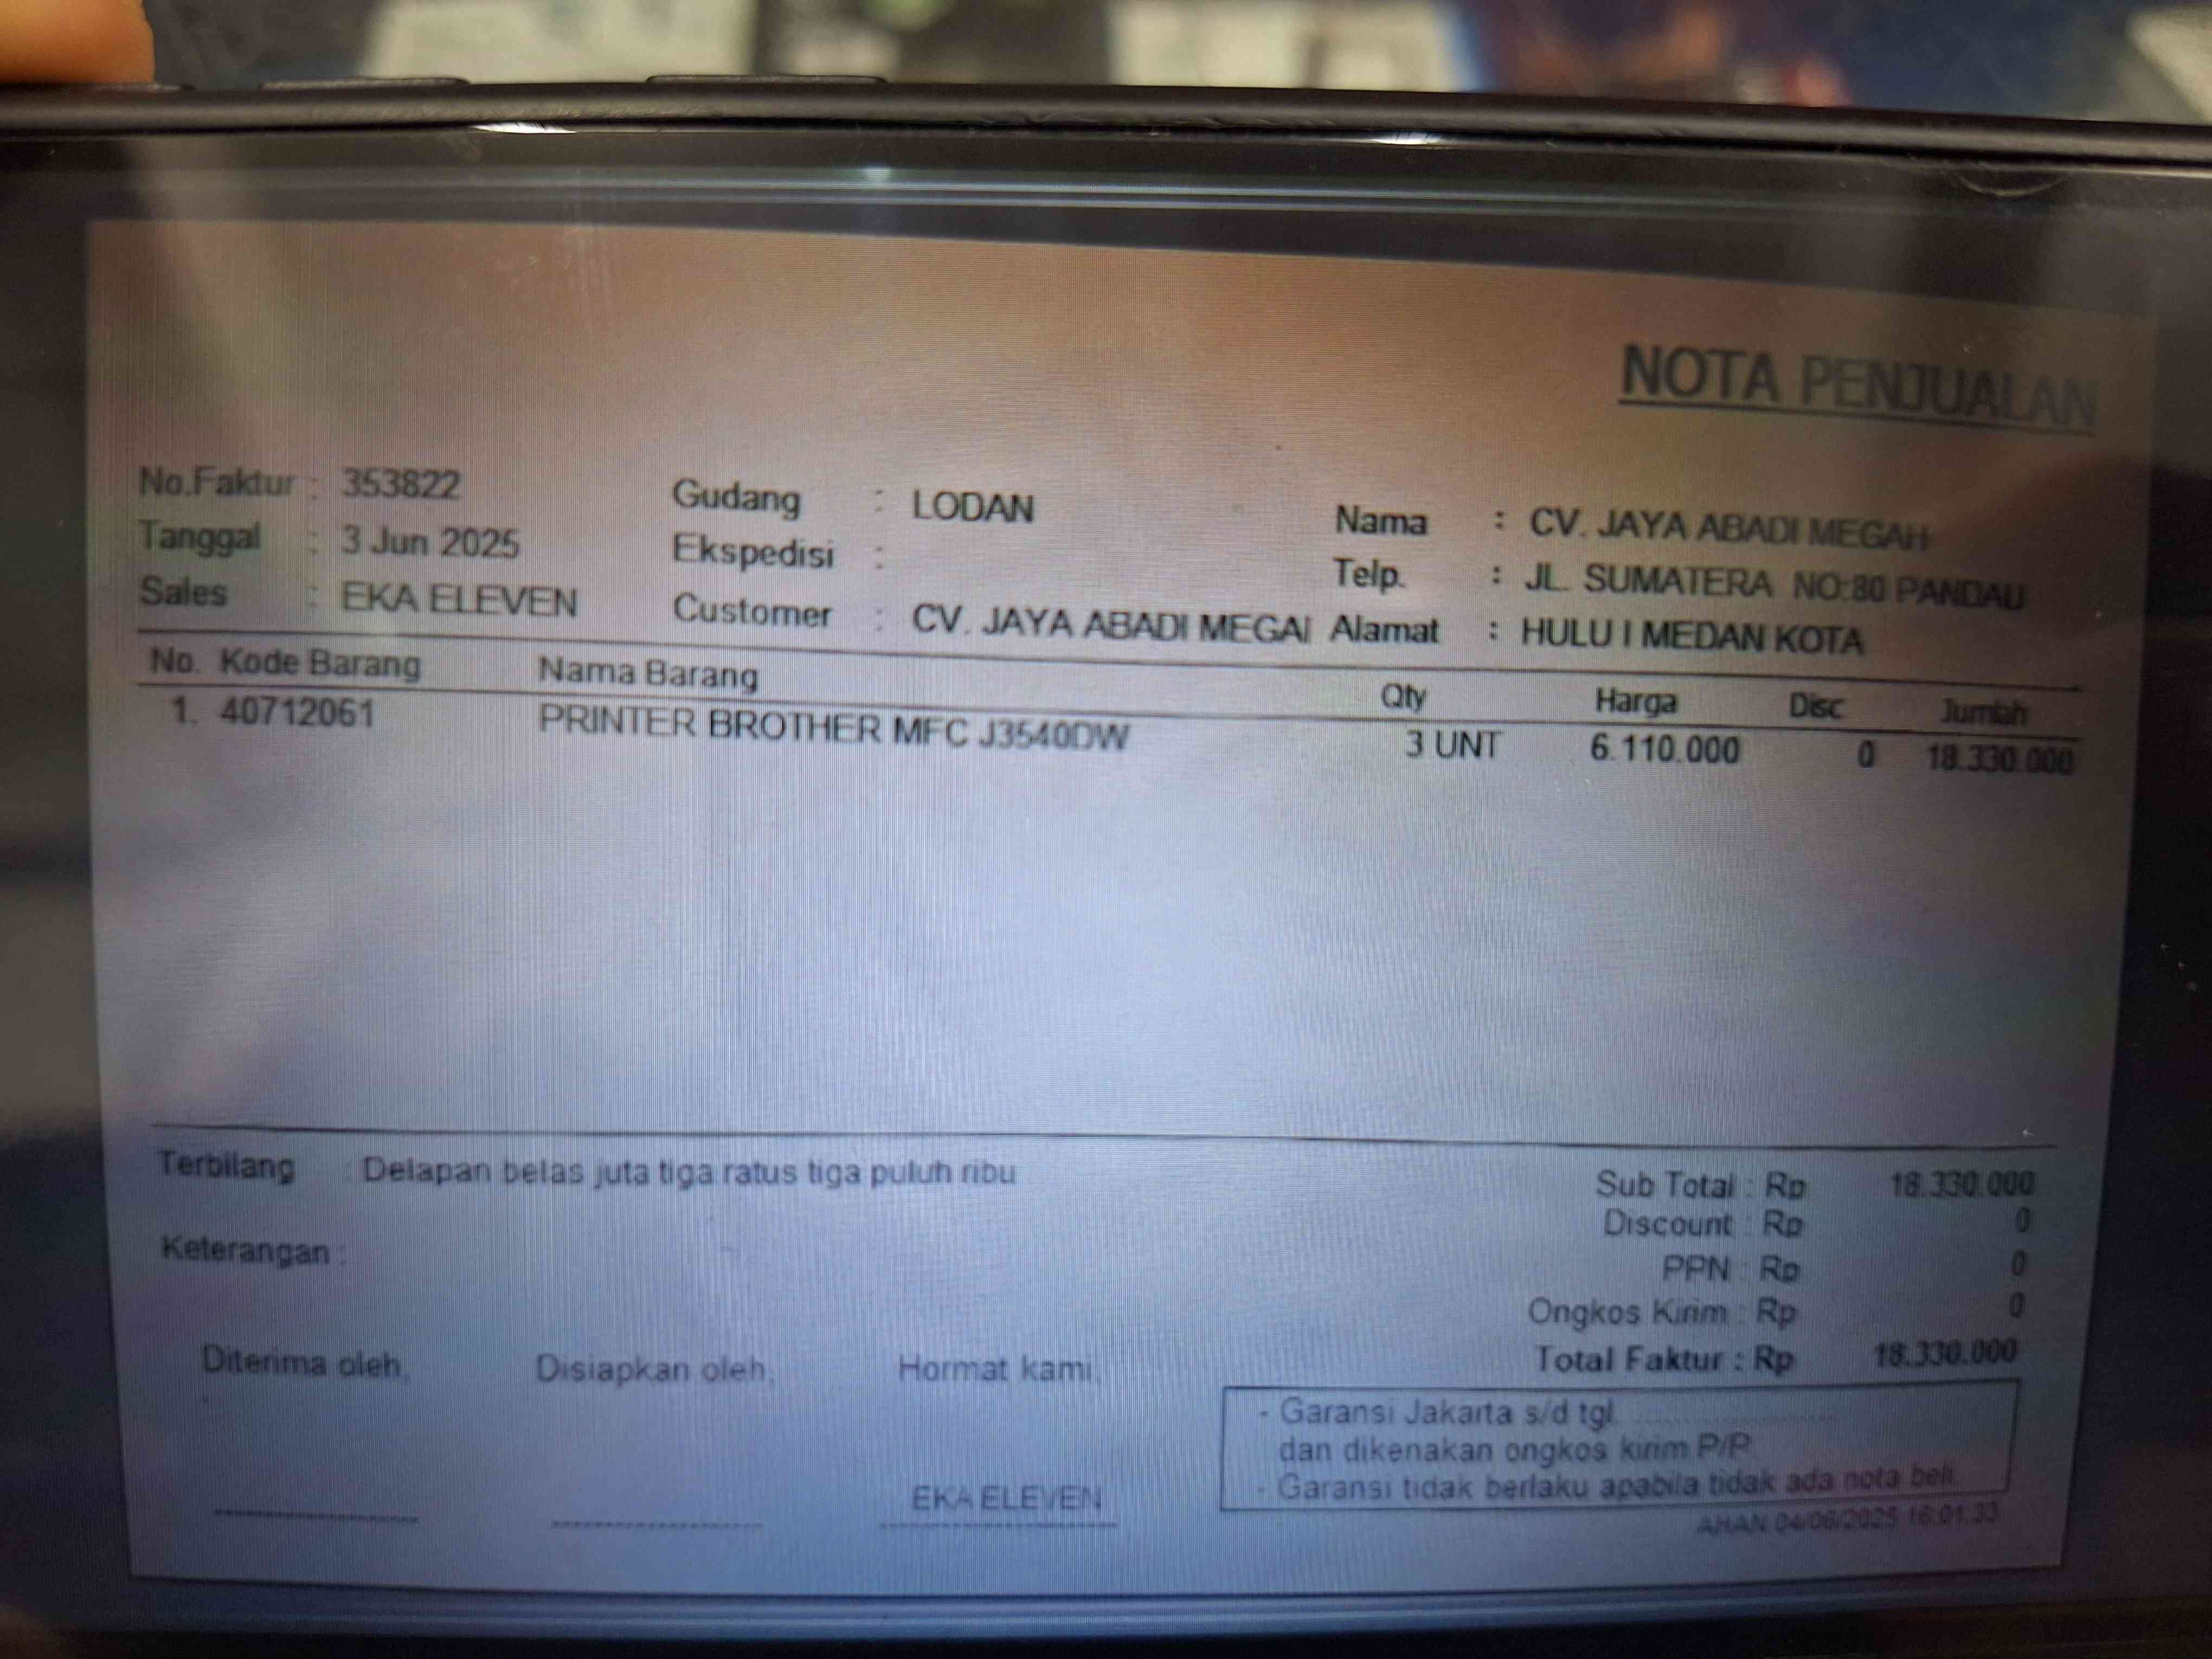 NOTA PENJUALAN
No.Faktur : 353822
Tanggal : 3 Jun 2025
Sales : EKA ELEVEN
Gudang : LODAN
Ekspedisi :
Customer : CV. JAYA ABADI MEGAI
Nama : CV. JAYA ABADI MEGAH
Telp. : JL. SUMATERA NO:80 PANDAU
Alamat : HULU I MEDAN KOTA
No. Kode Barang Nama Barang Qty Harga Disc Jumlah
1. 40712061 PRINTER BROTHER MFC J3540DW 3 UNT 6.110.000 0 18.330.000
Terbilang : Delapan belas juta tiga ratus tiga puluh ribu
Keterangan :
Sub Total : Rp 18.330.000
Discount : Rp 0
PPN : Rp 0
Ongkos Kirim : Rp 0
Total Faktur : Rp 18.330.000
Diterima oleh, Disiapkan oleh, Hormat kami,
EKA ELEVEN
- Garansi Jakarta s/d tgl. ....................
dan dikenakan ongkos kirim P/P.
- Garansi tidak berlaku apabila tidak ada nota beli.
AHAN 04/06/2025 16:01:33